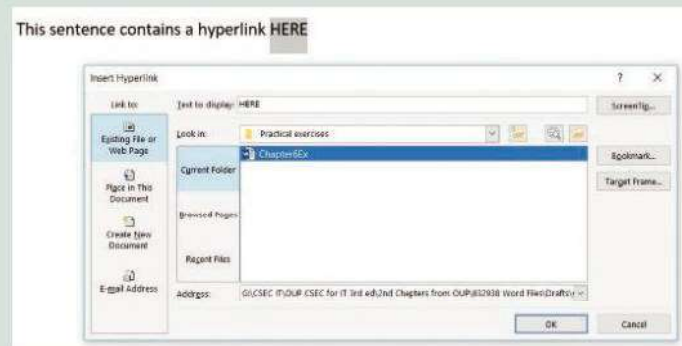 This sentence contains a hyperlink HERE
Insert Hyperlink ? ×
Link to: Text to display: HERE ScreenTip...
Existing File or Web Page
Look in: Practical exercises
Current Folder
Chapter6Ex
Bookmark...
Place in This Document
Target Frame...
Browsed Pages
Create New Document
Recent Files
E-mail Address
Address: G:\CSEC IT\OUP CSEC for IT 3rd ed\2nd Chapters from OUP\832938 Word Files\Drafts\
OK Cancel